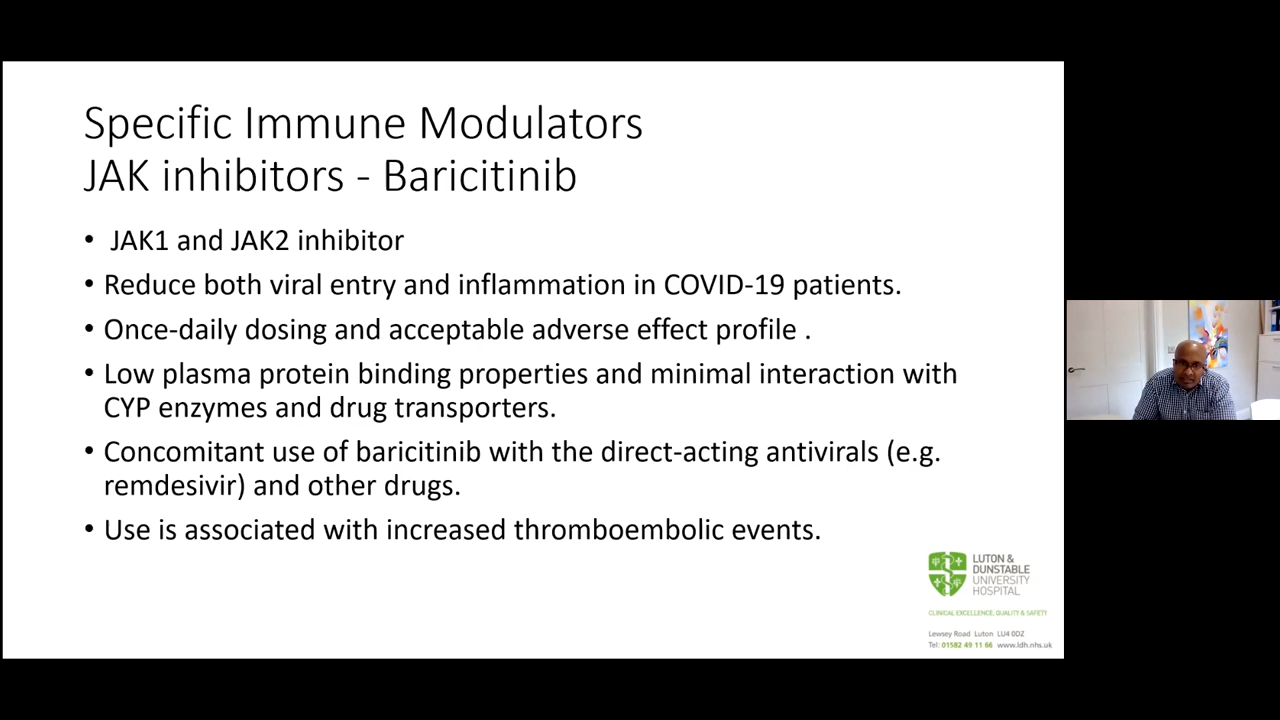 Specific Immune Modulators
JAK inhibitors - Baricitinib
• JAK1 and JAK2 inhibitor
• Reduce both viral entry and inflammation in COVID-19 patients.
• Once-daily dosing and acceptable adverse effect profile .
• Low plasma protein binding properties and minimal interaction with
CYP enzymes and drug transporters.
• Concomitant use of baricitinib with the direct-acting antivirals (e.g.
remdesivir) and other drugs.
• Use is associated with increased thromboembolic events.
LUTON &
DUNSTABLE
UNIVERSITY
HOSPITAL
CLINICAL EXCELLENCE, QUALITY & SAFETY
Lewsey Road Luton LU4 0DZ
Tel: 01582 49 11 66 www.ldh.nhs.uk